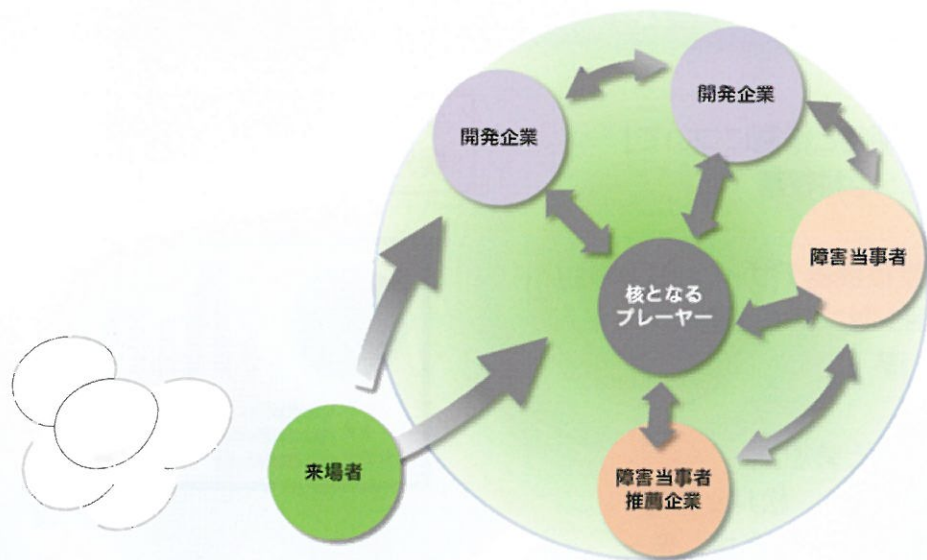 開発企業
開発企業
障害当事者
核となる
プレーヤー
来場者
障害当事者
推薦企業